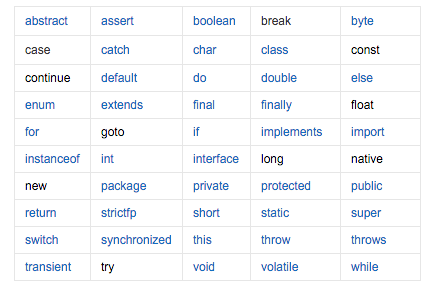 abstract assert boolean break byte
case catch char class const
continue default do double else
enum extends final finally float
for goto if implements import
instanceof int interface long native
new package private protected public
return strictfp short static super
switch synchronized this throw throws
transient try void volatile while